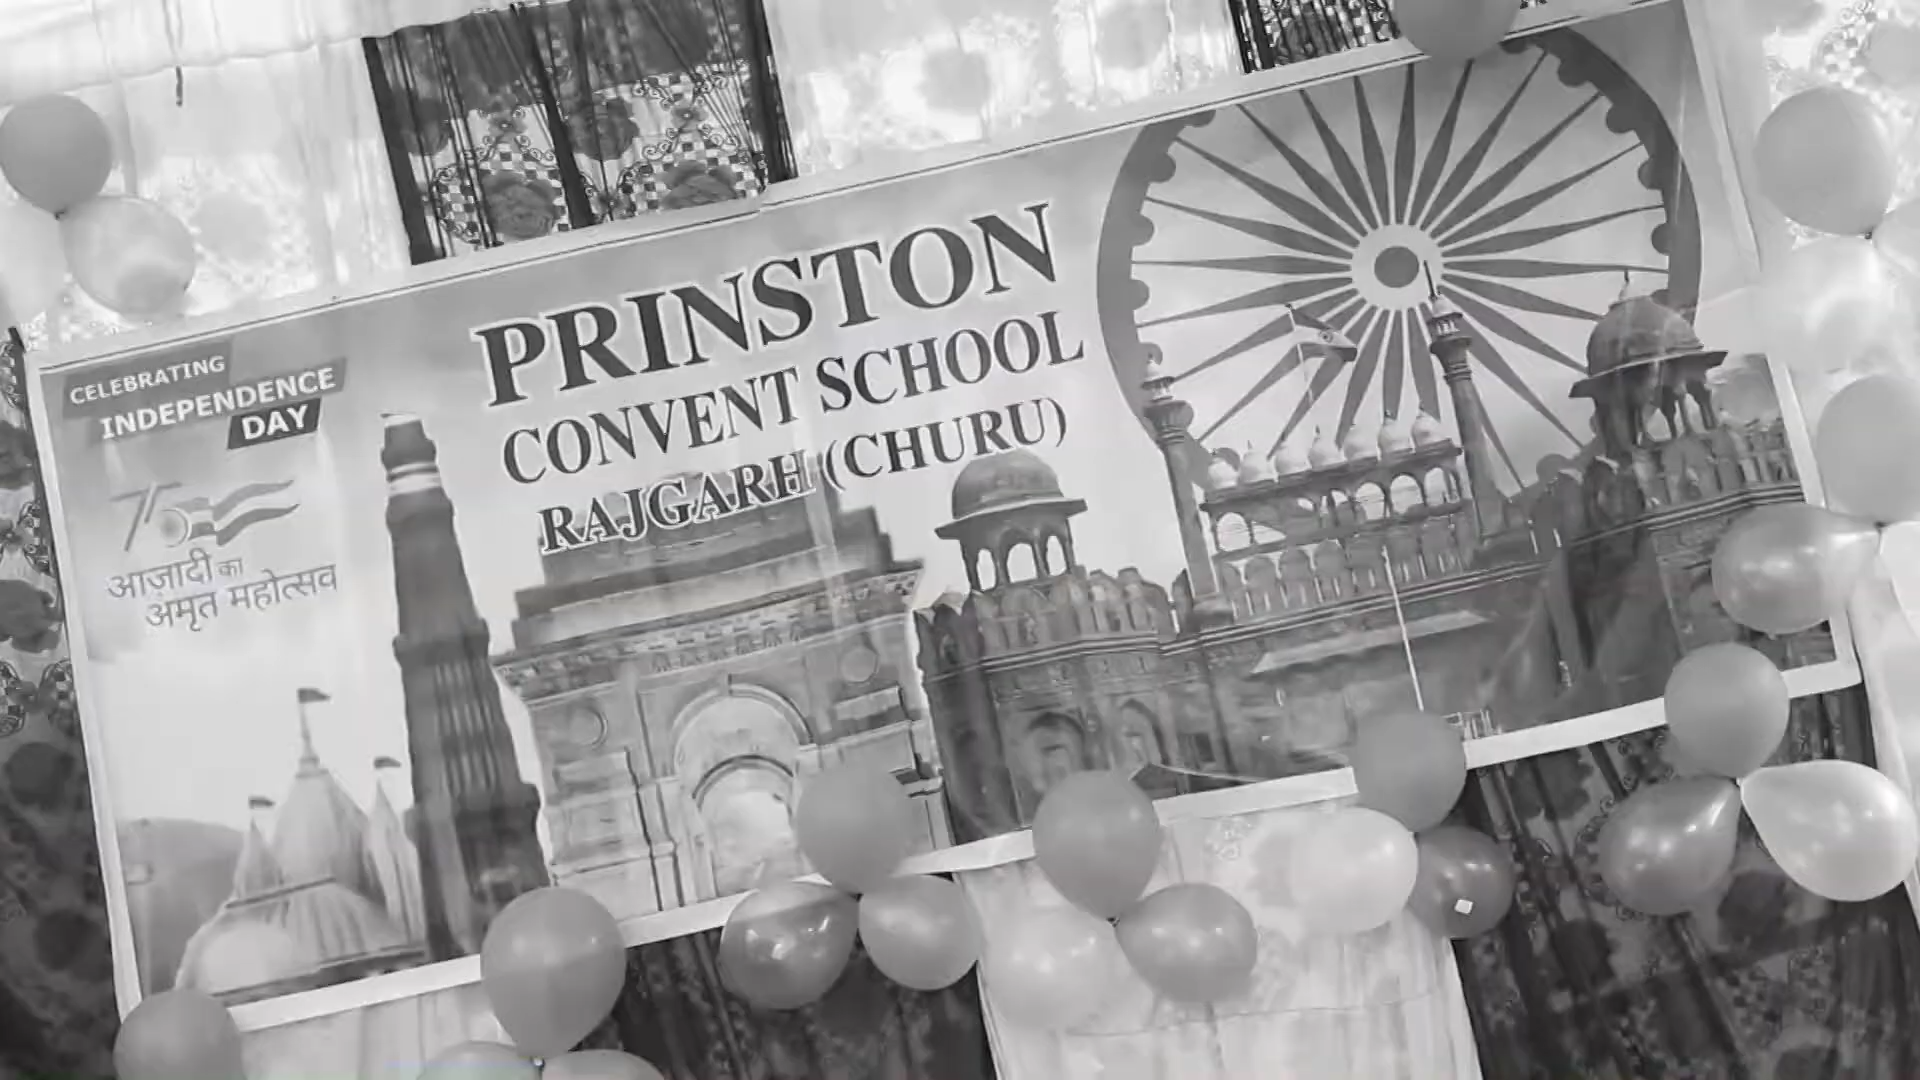 CELEBRATING
INDEPENDENCE
DAY
75
आज़ादी का
अमृत महोत्सव
PRINSTON
CONVENT SCHOOL
RAJGARH (CHURU)